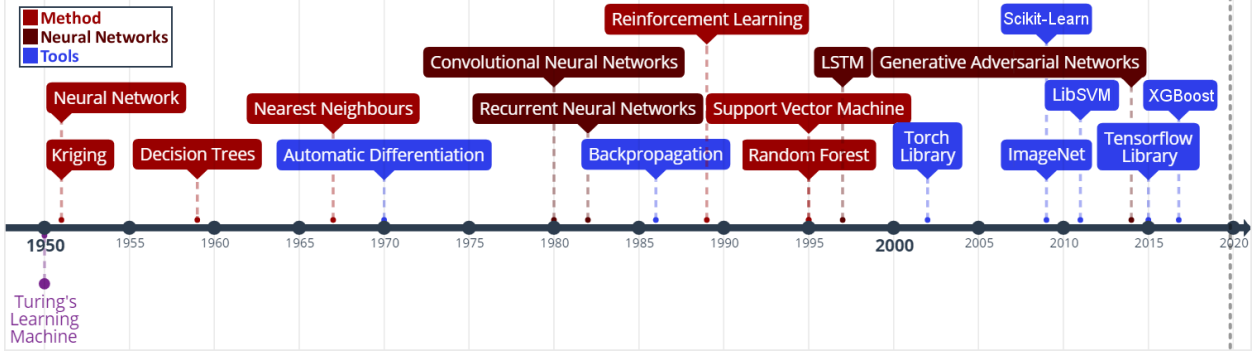 Method
Neural Networks
Tools
Reinforcement Learning
Scikit-Learn
Convolutional Neural Networks
LSTM
Generative Adversarial Networks
Neural Network
Nearest Neighbours
Recurrent Neural Networks
Support Vector Machine
LibSVM
XGBoost
Kriging
Decision Trees
Automatic Differentiation
Backpropagation
Random Forest
Torch
Library
ImageNet
Tensorflow
Library
1950
1955
1960
1965
1970
1975
1980
1985
1990
1995
2000
2005
2010
2015
2020
Turing's
Learning
Machine